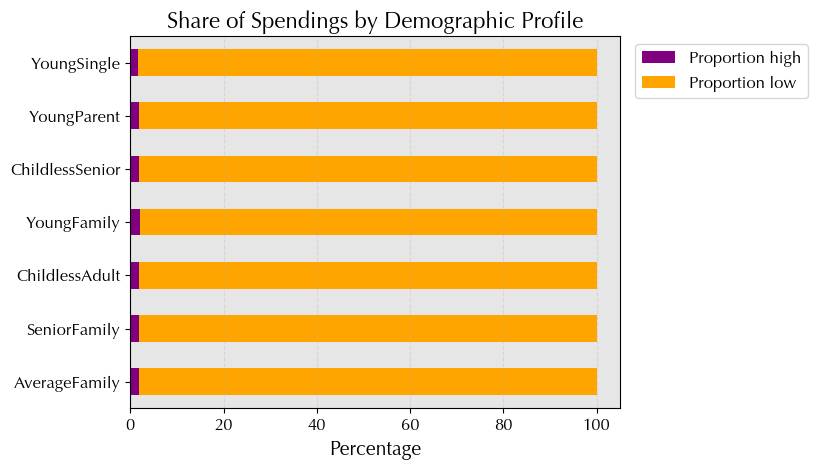 Share of Spendings by Demographic Profile
YoungSingle
YoungParent
ChildlessSenior
YoungFamily
ChildlessAdult
SeniorFamily
AverageFamily
0 20 40 60 80 100
Percentage
Proportion high
Proportion low